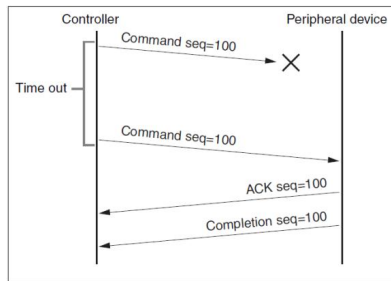 Controller
Peripheral device
Command seq=100
Time out
Command seq=100
ACK seq=100
Completion seq=100